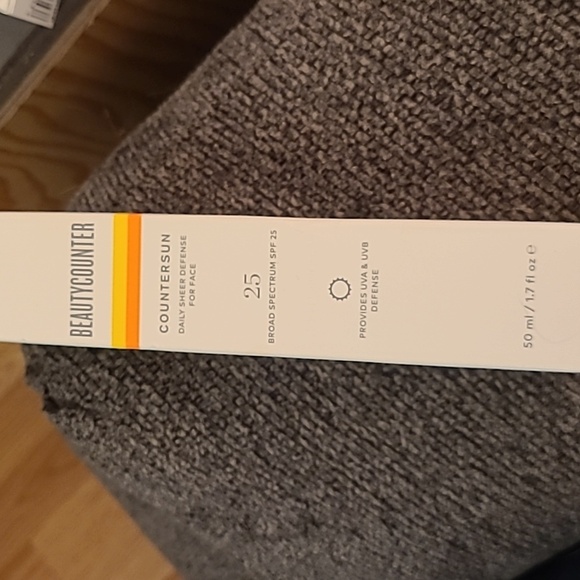 BEAUTYCOUNTER
COUNTERSUN
DAILY SHEER DEFENSE
FOR FACE
25
BROAD SPECTRUM SPF 25
PROVIDES UVA & UVB
DEFENSE
50 ml / 1.7 fl oz ℮